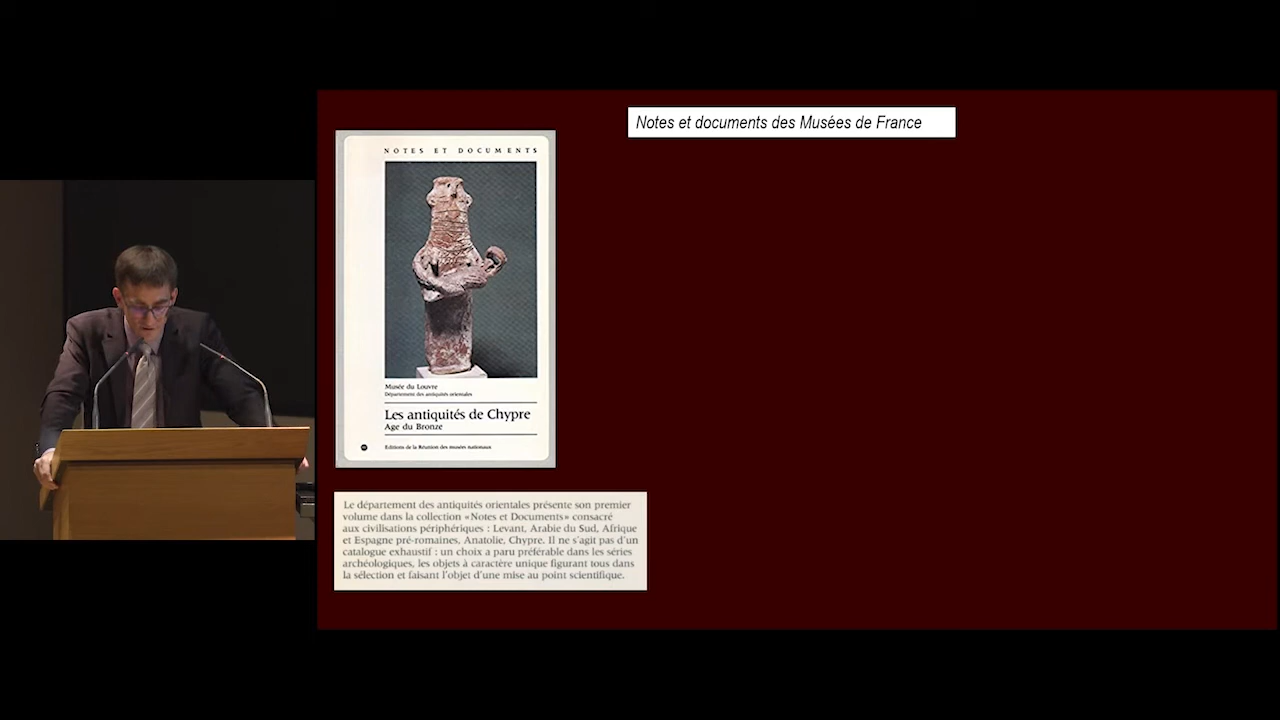 Notes et documents des Musées de France
NOTES ET DOCUMENTS
Musée du Louvre
Département des antiquités orientales
Les antiquités de Chypre
Age du Bronze
Editions de la Réunion des musées nationaux
Le département des antiquités orientales présente son premier
volume dans la collection «Notes et Documents» consacré
aux civilisations périphériques : Levant, Arabie du Sud, Afrique
et Espagne pré-romaines, Anatolie, Chypre. Il ne s'agit pas d'un
catalogue exhaustif : un choix a paru préférable dans les séries
archéologiques, les objets à caractère unique figurant tous dans
la sélection et faisant l'objet d'une mise au point scientifique.